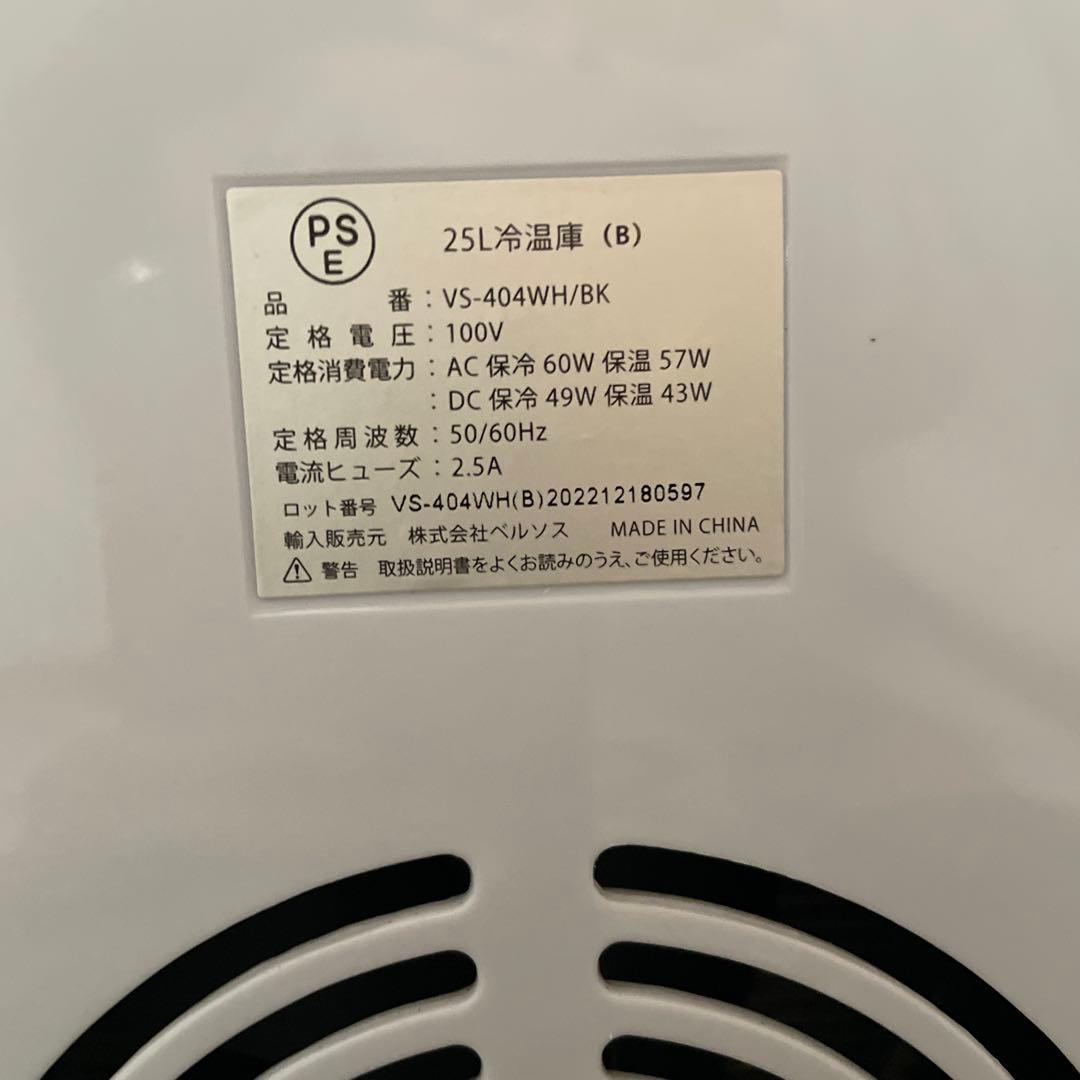 PSE
25L冷温庫（B）
品番：VS-404WH/BK
定格電圧：100V
定格消費電力：AC 保冷 60W 保温 57W
：DC 保冷 49W 保温 43W
定格周波数：50/60Hz
電流ヒューズ：2.5A
ロット番号 VS-404WH(B)202212180597
輸入販売元 株式会社ベルソス MADE IN CHINA
警告 取扱説明書をよくお読みのうえ、ご使用ください。